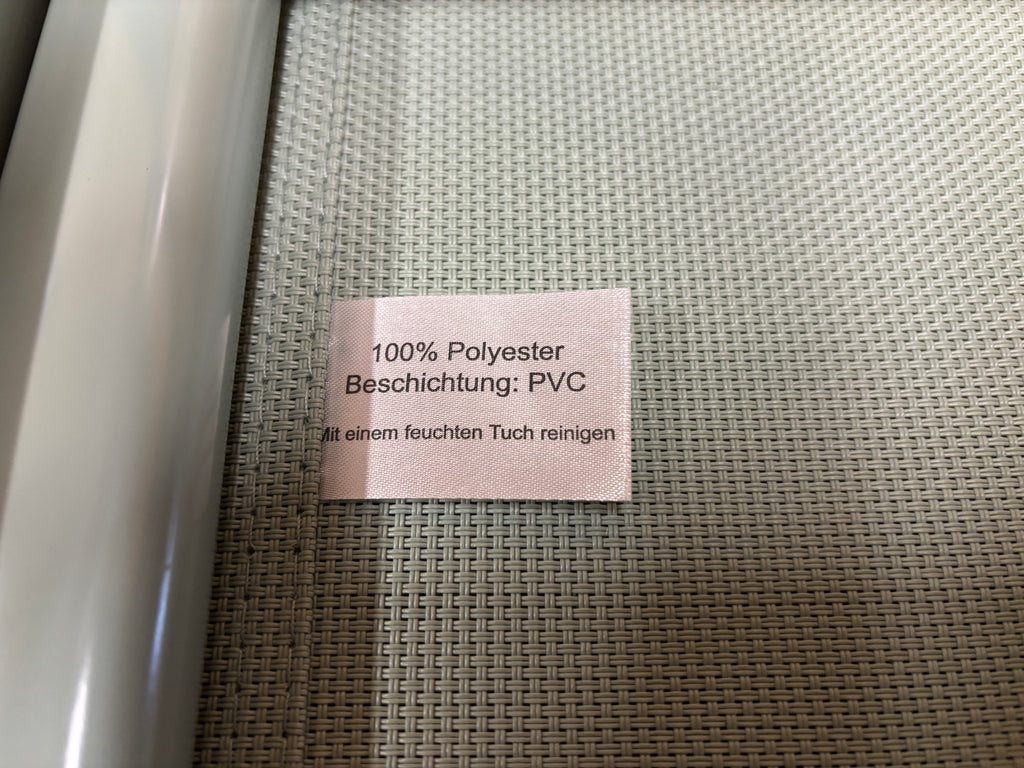 100% Polyester
Beschichtung: PVC
Mit einem feuchten Tuch reinigen